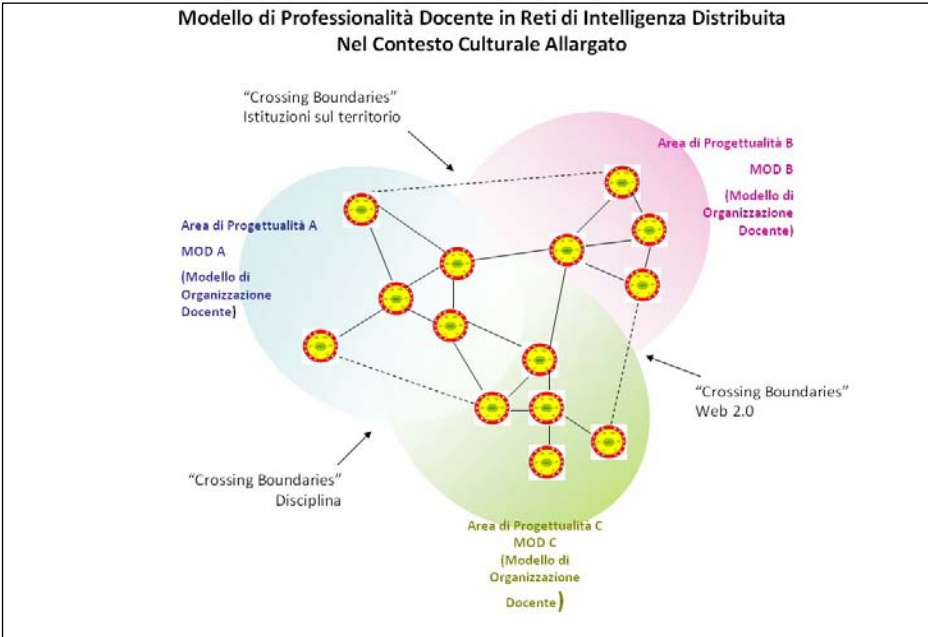 Modello di Professionalità Docente in Reti di Intelligenza Distribuita
Nel Contesto Culturale Allargato
"Crossing Boundaries"
Istituzioni sul territorio
Area di Progettualità B
MOD B
(Modello di
Organizzazione
Docente)
Area di Progettualità A
MOD A
(Modello di
Organizzazione
Docente)
"Crossing Boundaries"
Web 2.0
"Crossing Boundaries"
Disciplina
Area di Progettualità C
MOD C
(Modello di
Organizzazione
Docente)